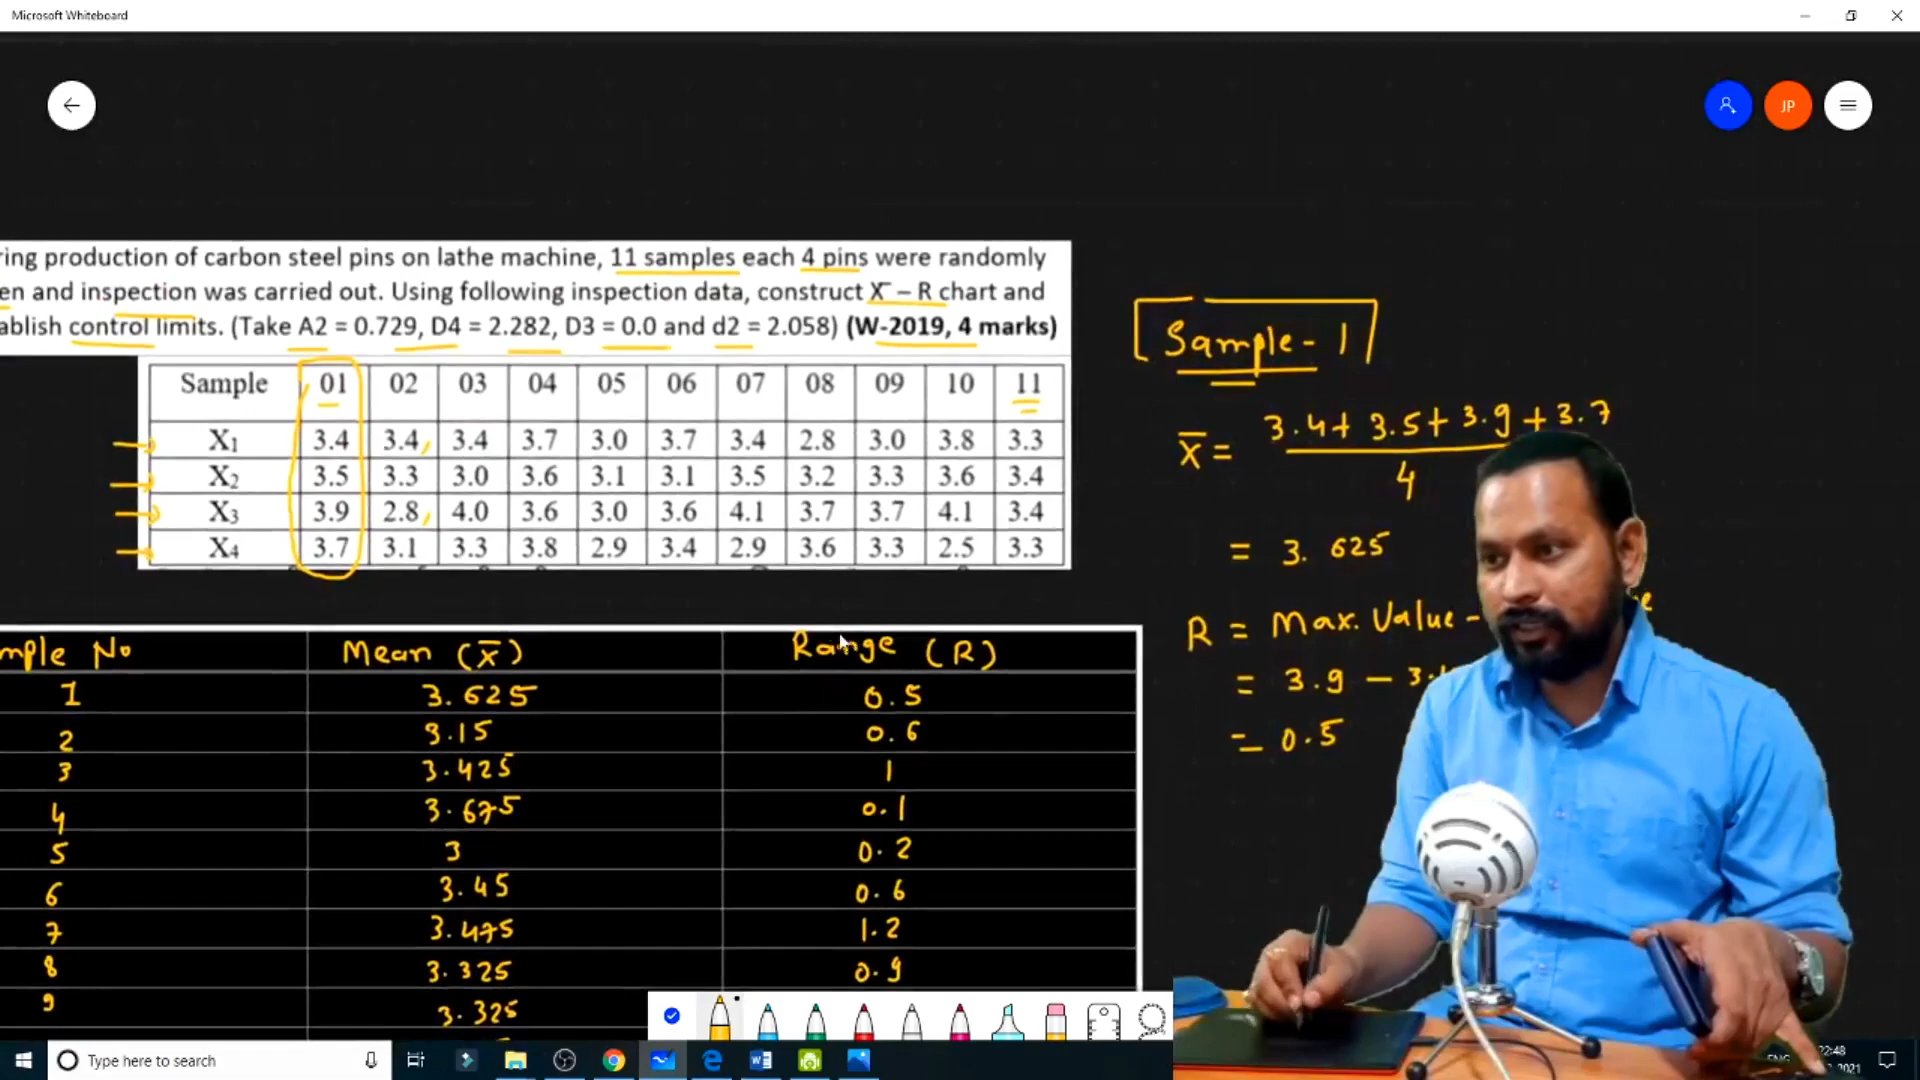 Microsoft Whiteboard
JP
ring production of carbon steel pins on lathe machine, 11 samples each 4 pins were randomly
en and inspection was carried out. Using following inspection data, construct X̄ – R chart and
ablish control limits. (Take A2 = 0.729, D4 = 2.282, D3 = 0.0 and d2 = 2.058) (W-2019, 4 marks)
Sample 01 02 03 04 05 06 07 08 09 10 11
X1 3.4 3.4 3.4 3.7 3.0 3.7 3.4 2.8 3.0 3.8 3.3
X2 3.5 3.3 3.0 3.6 3.1 3.1 3.5 3.2 3.3 3.6 3.4
X3 3.9 2.8 4.0 3.6 3.0 3.6 4.1 3.7 3.7 4.1 3.4
X4 3.7 3.1 3.3 3.8 2.9 3.4 2.9 3.6 3.3 2.5 3.3
mple No Mean (x̄) Range (R)
1 3.625 0.5
2 3.15 0.6
3 3.425 1
4 3.675 0.1
5 3 0.2
6 3.45 0.6
7 3.475 1.2
8 3.325 0.9
9 3.325
Sample - 1
x̄ = 3.4 + 3.5 + 3.9 + 3.7
4
= 3.625
R = Max. Value -
= 3.9 - 3.
= 0.5
Type here to search
ENG
22:48
2021